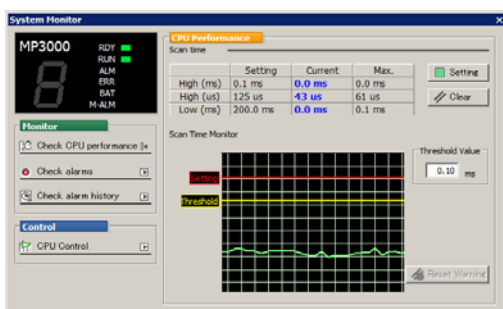 System Monitor
MP3000
RDY
RUN
ALM
ERR
BAT
M-ALM
Monitor
Check CPU performance
Check alarms
Check alarm history
Control
CPU Control
CPU Performance
Scan time
Setting Current Max.
High (ms) 0.1 ms 0.0 ms 0.0 ms
High (us) 125 us 43 us 61 us
Low (ms) 200.0 ms 0.0 ms 0.1 ms
Setting
Clear
Scan Time Monitor
Setting
Threshold
Threshold Value
0.10 ms
Reset Warning